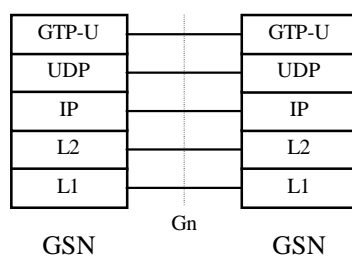 GTP-U GTP-U
UDP UDP
IP IP
L2 L2
L1 L1
Gn
GSN GSN